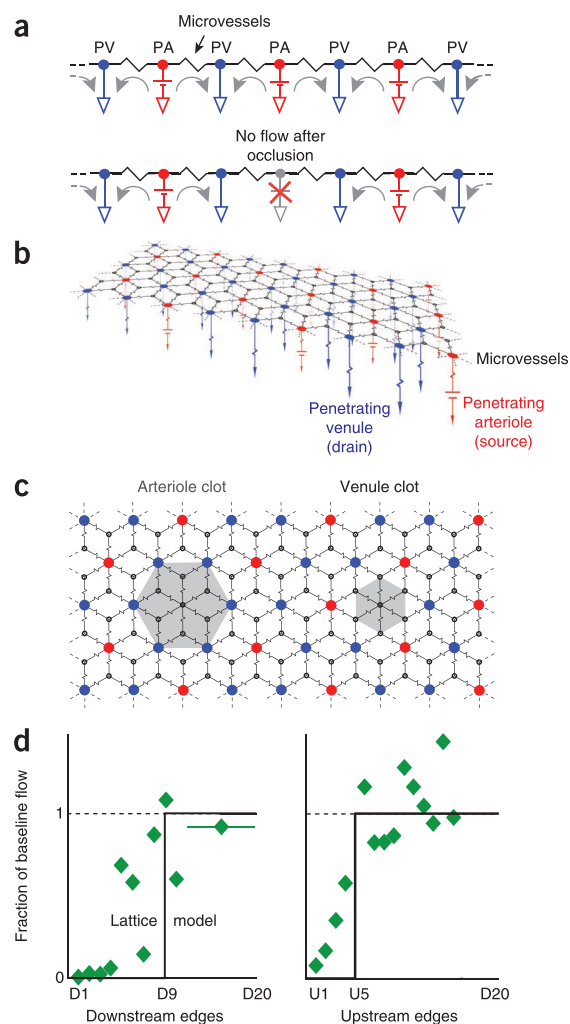 a
Microvessels
PV PA PV PA PV PA PV
No flow after
occlusion
b
Microvessels
Penetrating
venule
(drain)
Penetrating
arteriole
(source)
c
Arteriole clot Venule clot
d
Fraction of baseline flow
1
0
Lattice model
D1 D9 D20
Downstream edges
U1 U5 D20
Upstream edges